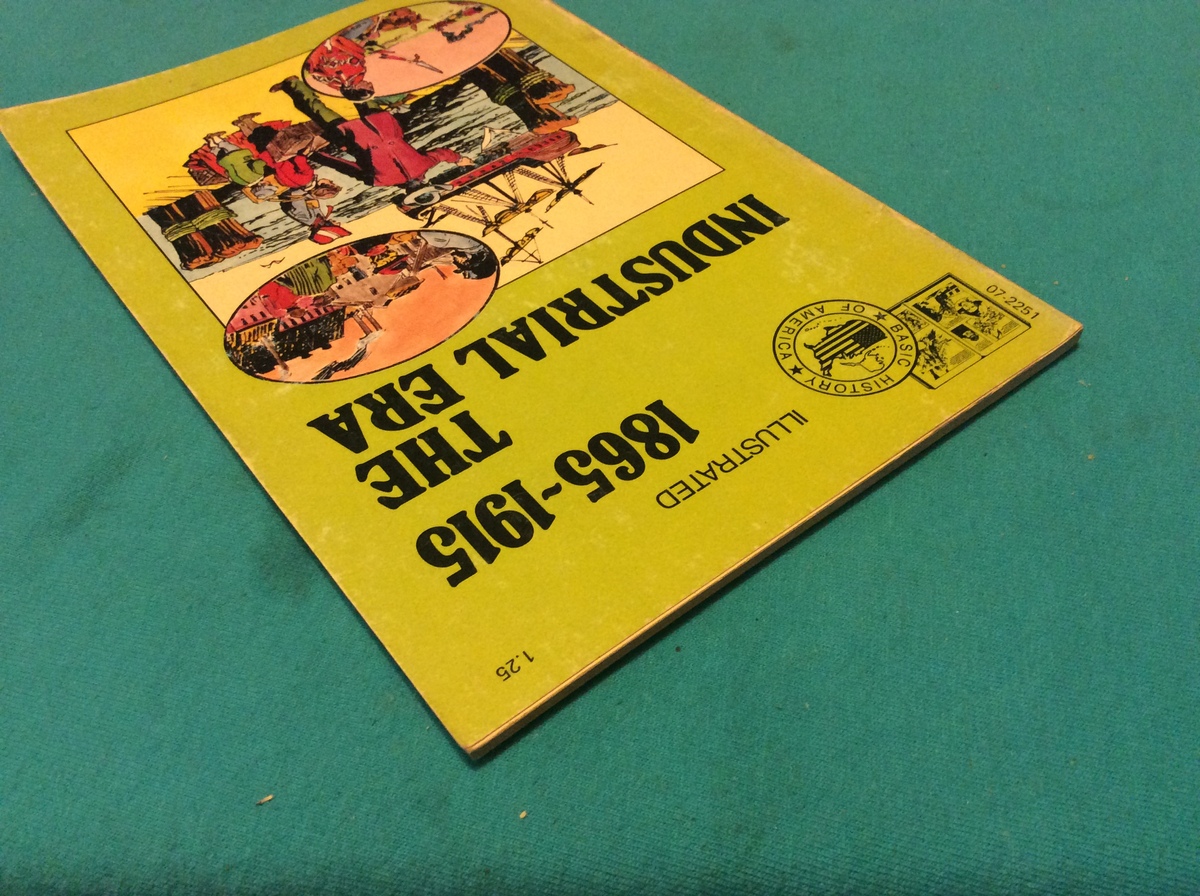 07-2251
BASIC HISTORY
OF AMERICA
ILLUSTRATED
1.25
1865~1915
THE
INDUSTRIAL ERA